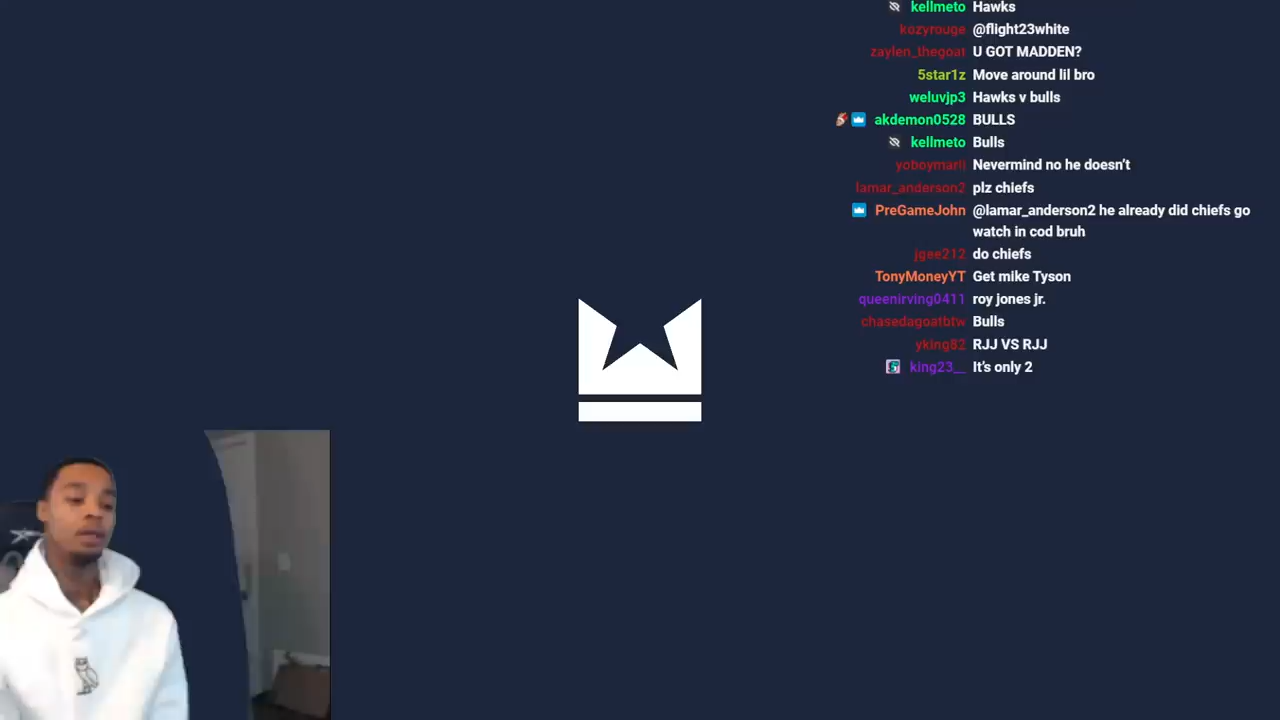 kellmeto Hawks
kozyrouge @flight23white
zaylen_thegoat U GOT MADDEN?
5star1z Move around lil bro
weluvjp3 Hawks v bulls
akdemon0528 BULLS
kellmeto Bulls
yoboymarii Nevermind no he doesn't
lamar_anderson2 plz chiefs
PreGameJohn @lamar_anderson2 he already did chiefs go
watch in cod bruh
jgee212 do chiefs
TonyMoneyYT Get mike Tyson
queenirving0411 roy jones jr.
chasedagoatbtw Bulls
yking82 RJJ VS RJJ
king23__ It's only 2